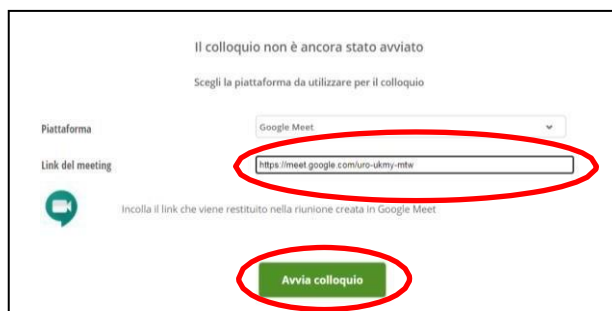 Il colloquio non è ancora stato avviato
Scegli la piattaforma da utilizzare per il colloquio
Piattaforma
Google Meet
Link del meeting
https://meet.google.com/uro-ukmy-mtw
Incolla il link che viene restituito nella riunione creata in Google Meet
Avvia colloquio